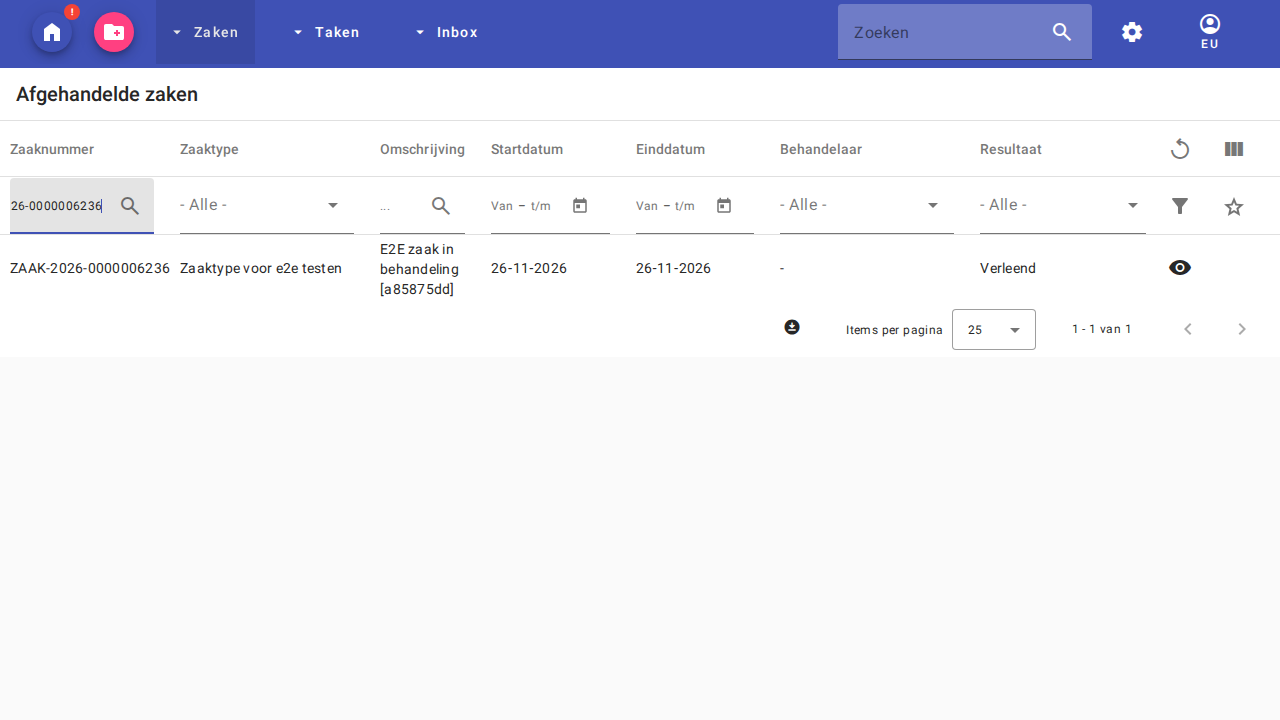 !
Zaken
Taken
Inbox
Zoeken
EU
Afgehandelde zaken
Zaaknummer
Zaaktype
Omschrijving
Startdatum
Einddatum
Behandelaar
Resultaat
26-0000006236
- Alle -
...
Van – t/m
Van – t/m
- Alle -
- Alle -
ZAAK-2026-0000006236
Zaaktype voor e2e testen
E2E zaak in
behandeling
[a85875dd]
26-11-2026
26-11-2026
-
Verleend
Items per pagina
25
1 - 1 van 1